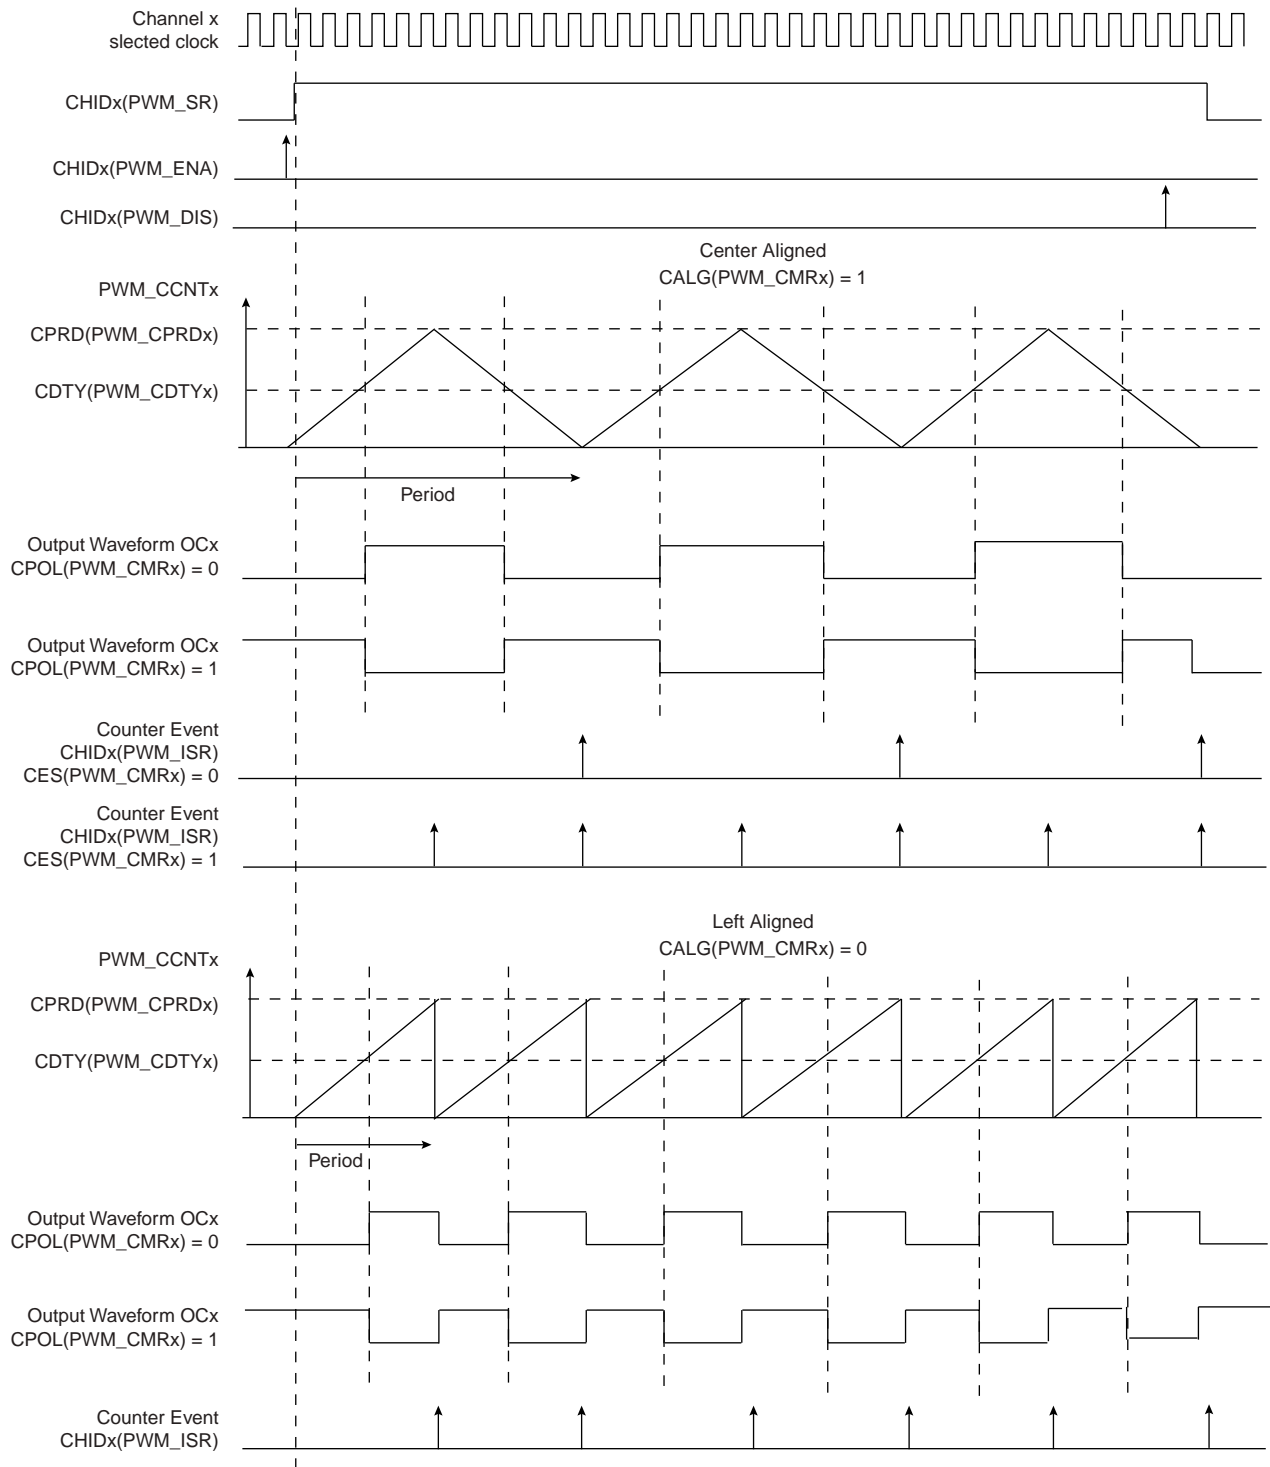 Channel x
slected clock
CHIDx(PWM_SR)
CHIDx(PWM_ENA)
CHIDx(PWM_DIS)
Center Aligned
CALG(PWM_CMRx) = 1
PWM_CCNTx
CPRD(PWM_CPRDx)
CDTY(PWM_CDTYx)
Period
Output Waveform OCx
CPOL(PWM_CMRx) = 0
Output Waveform OCx
CPOL(PWM_CMRx) = 1
Counter Event
CHIDx(PWM_ISR)
CES(PWM_CMRx) = 0
Counter Event
CHIDx(PWM_ISR)
CES(PWM_CMRx) = 1
Left Aligned
CALG(PWM_CMRx) = 0
PWM_CCNTx
CPRD(PWM_CPRDx)
CDTY(PWM_CDTYx)
Period
Output Waveform OCx
CPOL(PWM_CMRx) = 0
Output Waveform OCx
CPOL(PWM_CMRx) = 1
Counter Event
CHIDx(PWM_ISR)